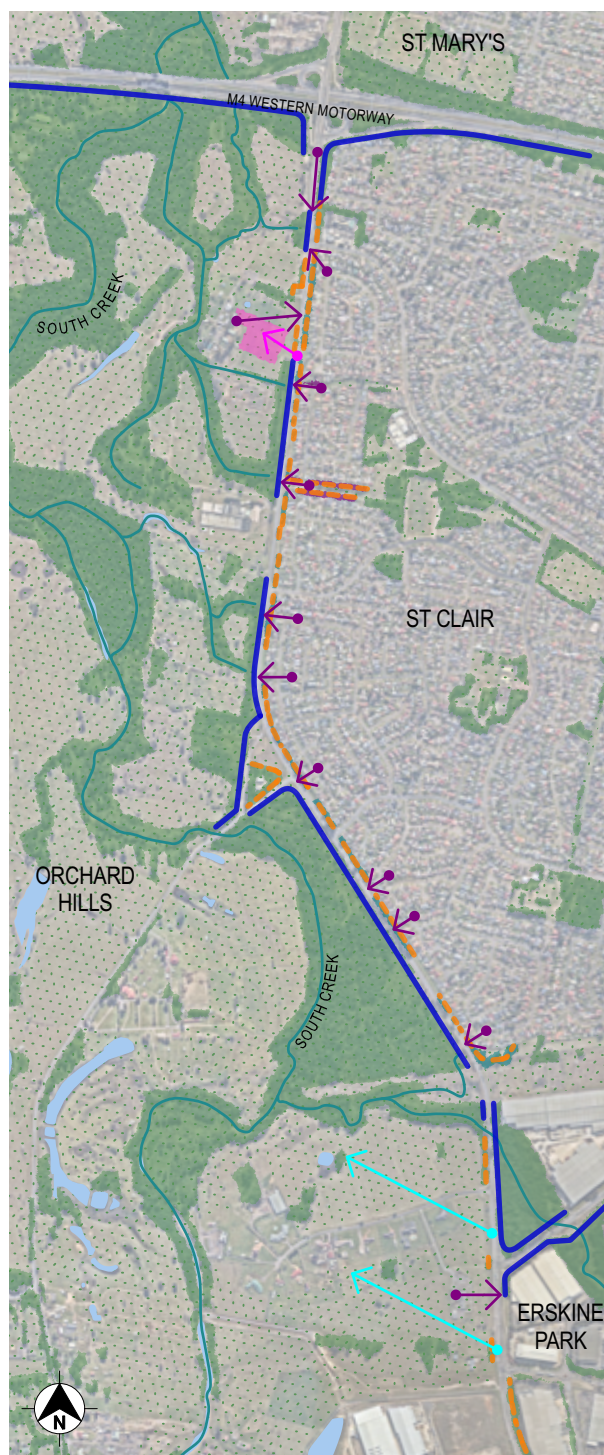 ST MARY'S
M4 WESTERN MOTORWAY
SOUTH CREEK
ST CLAIR
ORCHARD
HILLS
SOUTH CREEK
ERSKINE
PARK
N